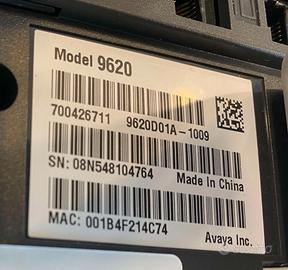 Model 9620
700426711 9620D01A-1009
SN: 08N548104764 Made in China
MAC: 001B4F214C74 Avaya Inc.